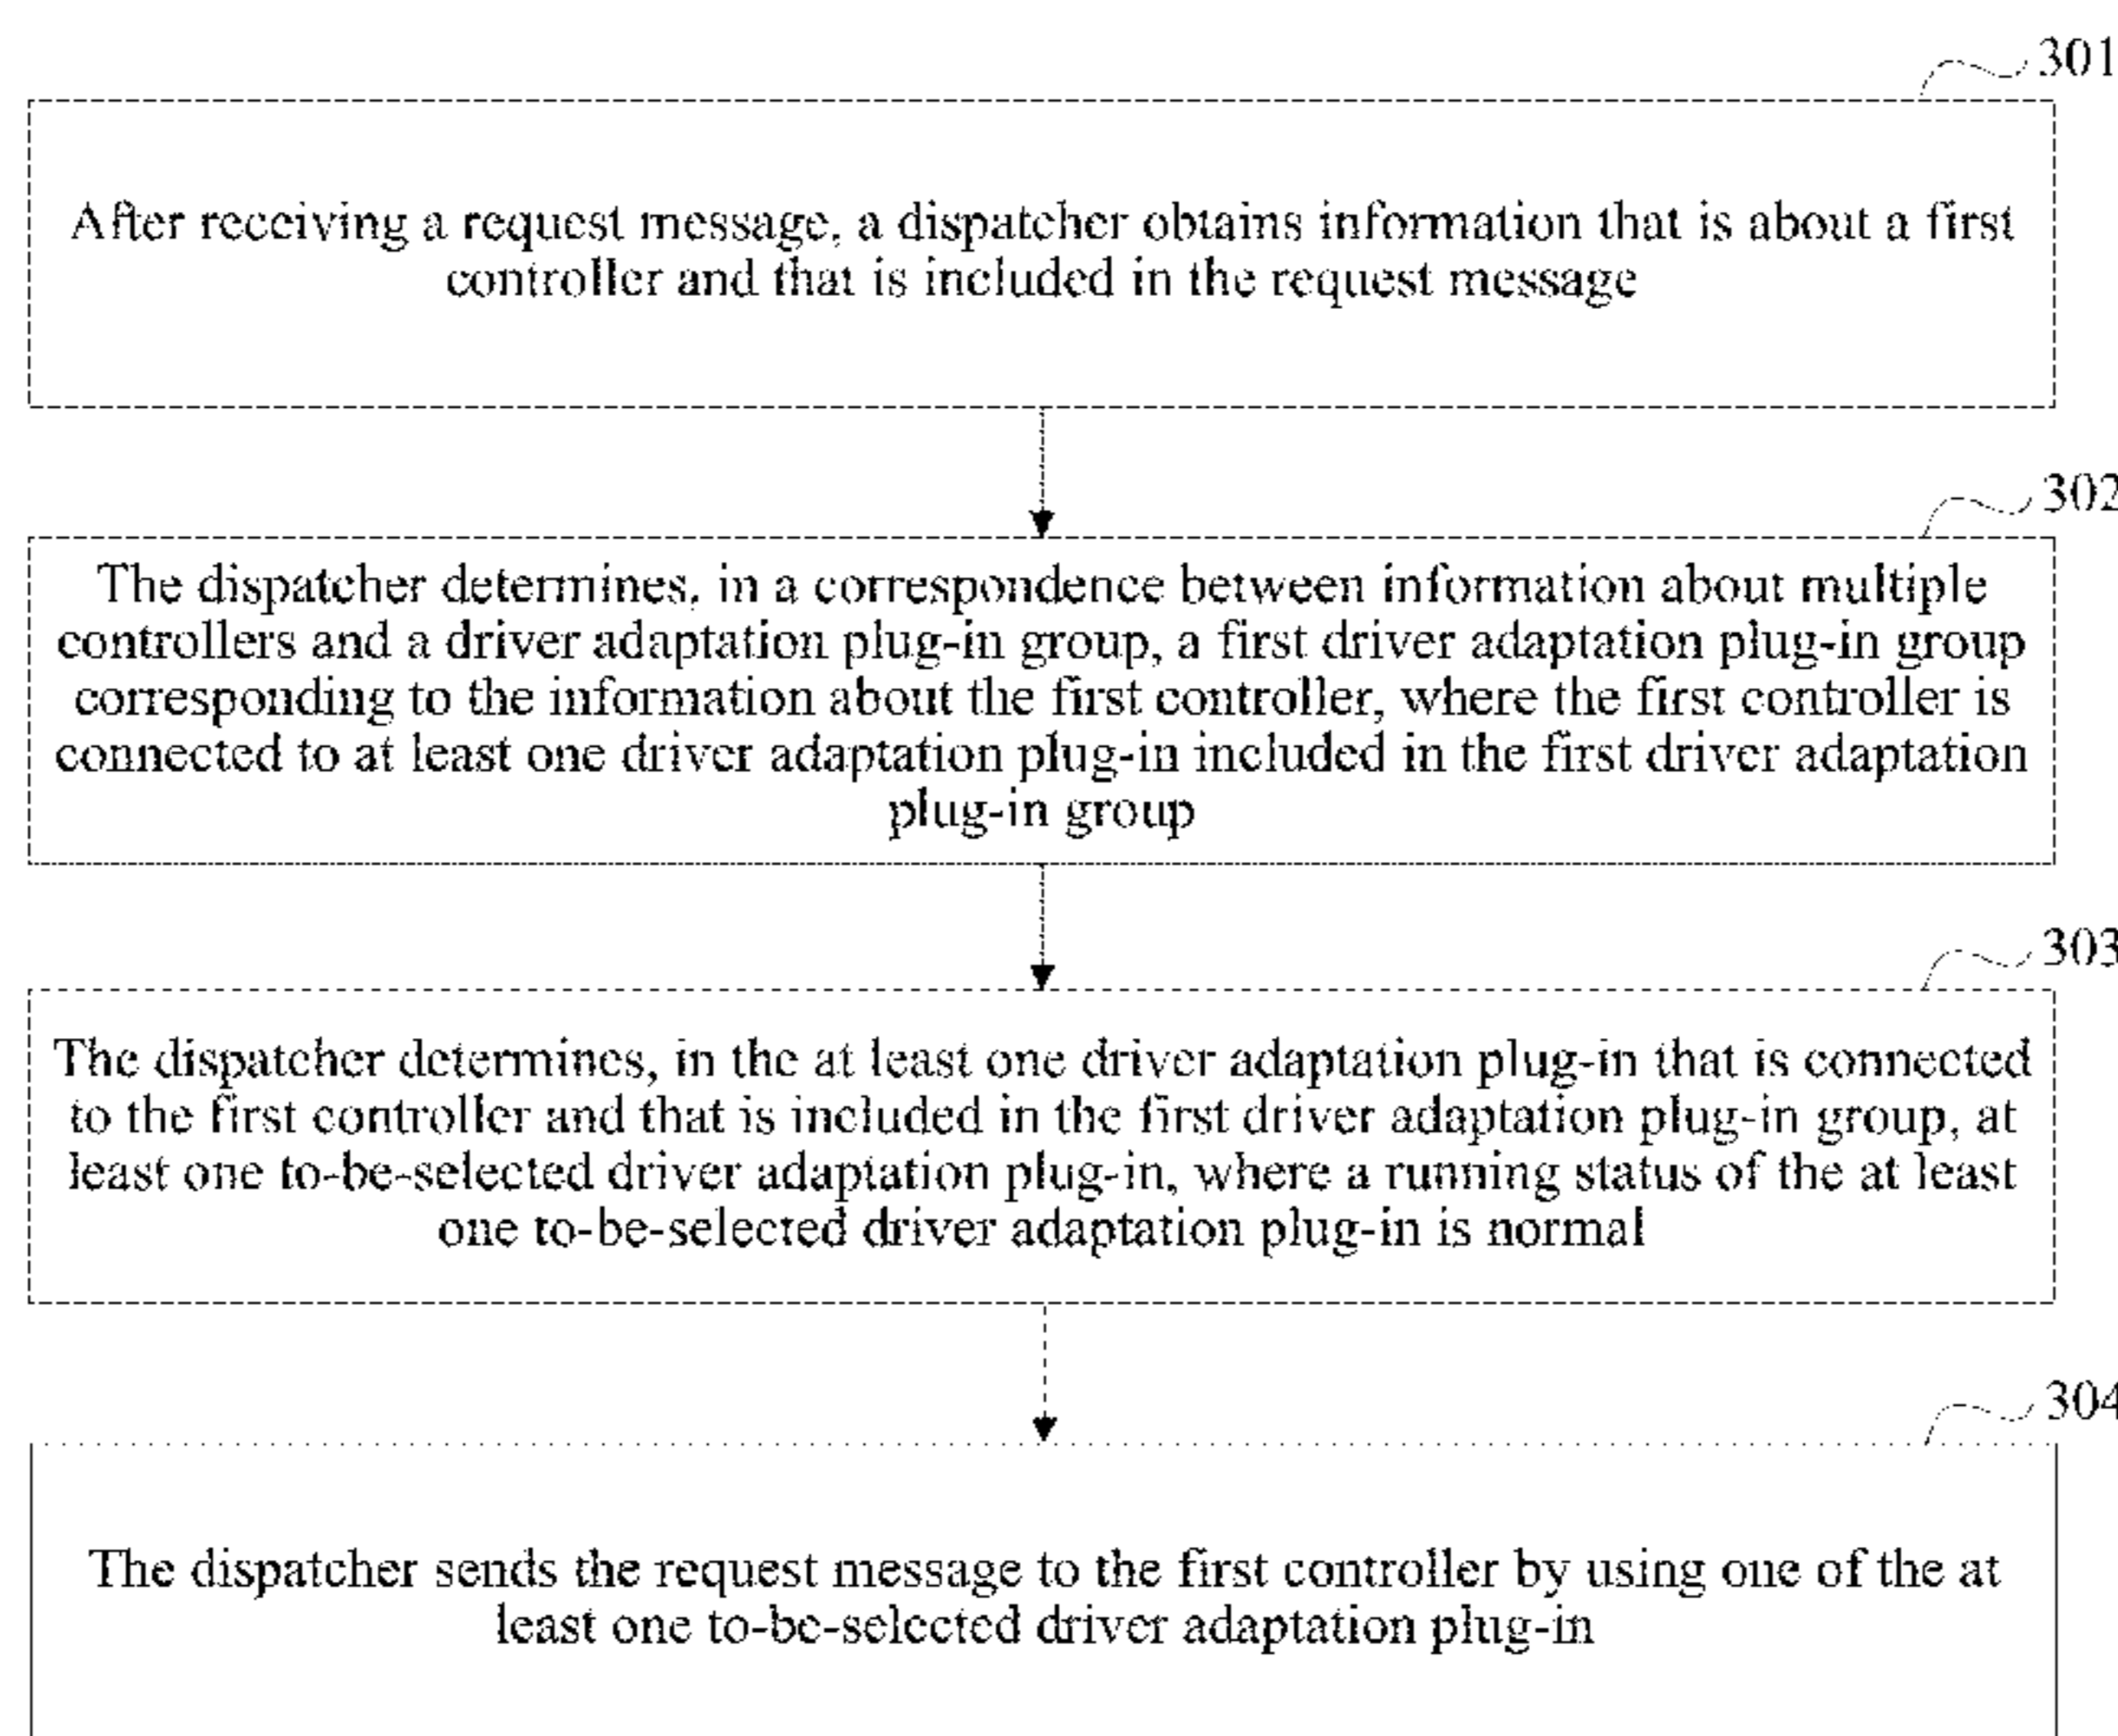 301
After receiving a request message, a dispatcher obtains information that is about a first
controller and that is included in the request message
302
The dispatcher determines, in a correspondence between information about multiple
controllers and a driver adaptation plug-in group, a first driver adaptation plug-in group
corresponding to the information about the first controller, where the first controller is
connected to at least one driver adaptation plug-in included in the first driver adaptation
plug-in group
303
The dispatcher determines, in the at least one driver adaptation plug-in that is connected
to the first controller and that is included in the first driver adaptation plug-in group, at
least one to-be-selected driver adaptation plug-in, where a running status of the at least
one to-be-selected driver adaptation plug-in is normal
304
The dispatcher sends the request message to the first controller by using one of the at
least one to-be-selected driver adaptation plug-in